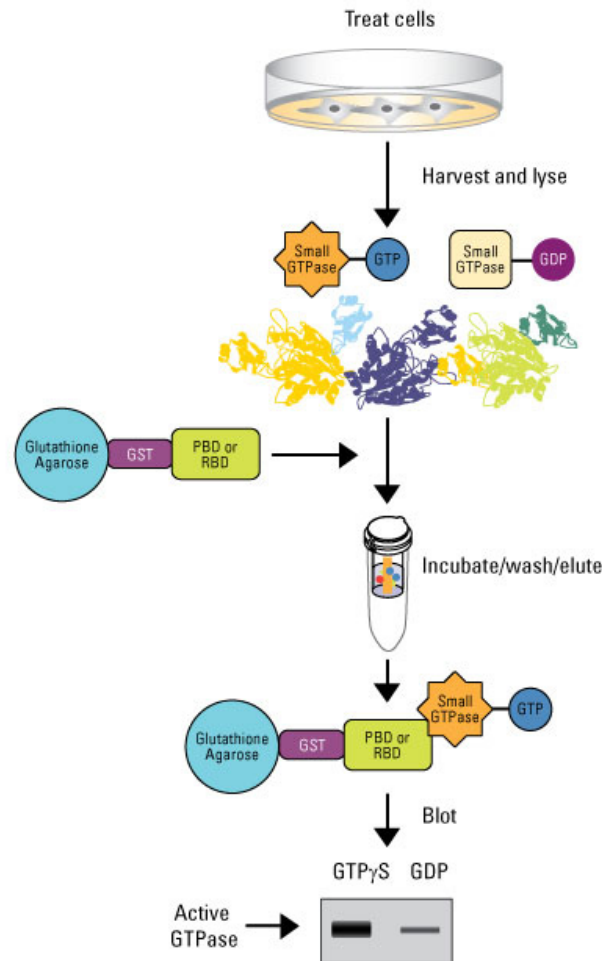 Treat cells
Harvest and lyse
Small
GTPase
GTP
Small
GTPase
GDP
Glutathione
Agarose
GST
PBD or
RBD
Incubate/wash/elute
Small
GTPase
GTP
Glutathione
Agarose
GST
PBD or
RBD
Blot
GTPγS GDP
Active
GTPase